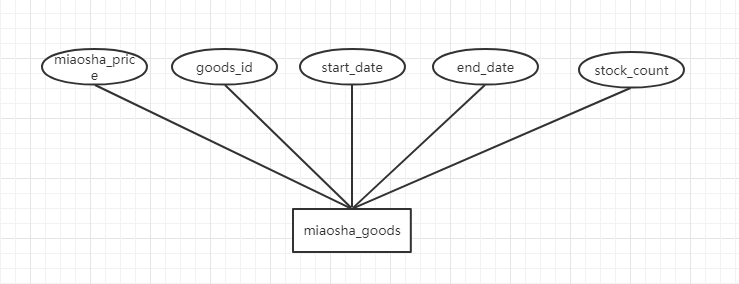 miaosha_pric
e
goods_id
start_date
end_date
stock_count
miaosha_goods